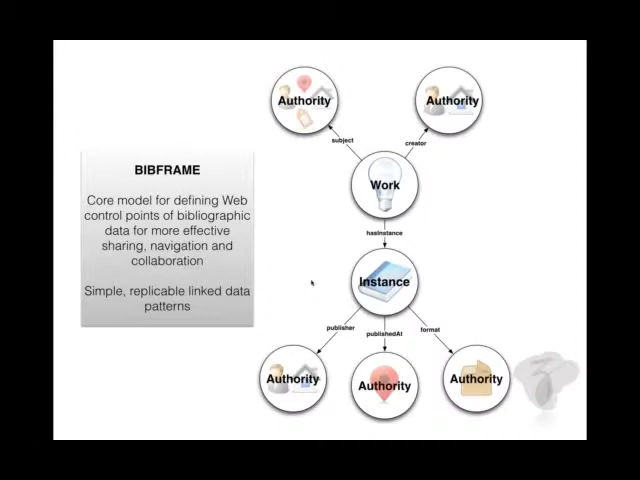 Authority
Authority
subject
creator
Work
BIBFRAME
Core model for defining Web
control points of bibliographic
data for more effective
sharing, navigation and
collaboration
Simple, replicable linked data
patterns
hasInstance
Instance
publisher
publishedAt
format
Authority
Authority
Authority